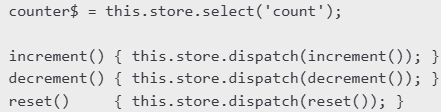 counter$ = this.store.select('count');
increment() { this.store.dispatch(increment()); }
decrement() { this.store.dispatch(decrement()); }
reset()     { this.store.dispatch(reset()); }